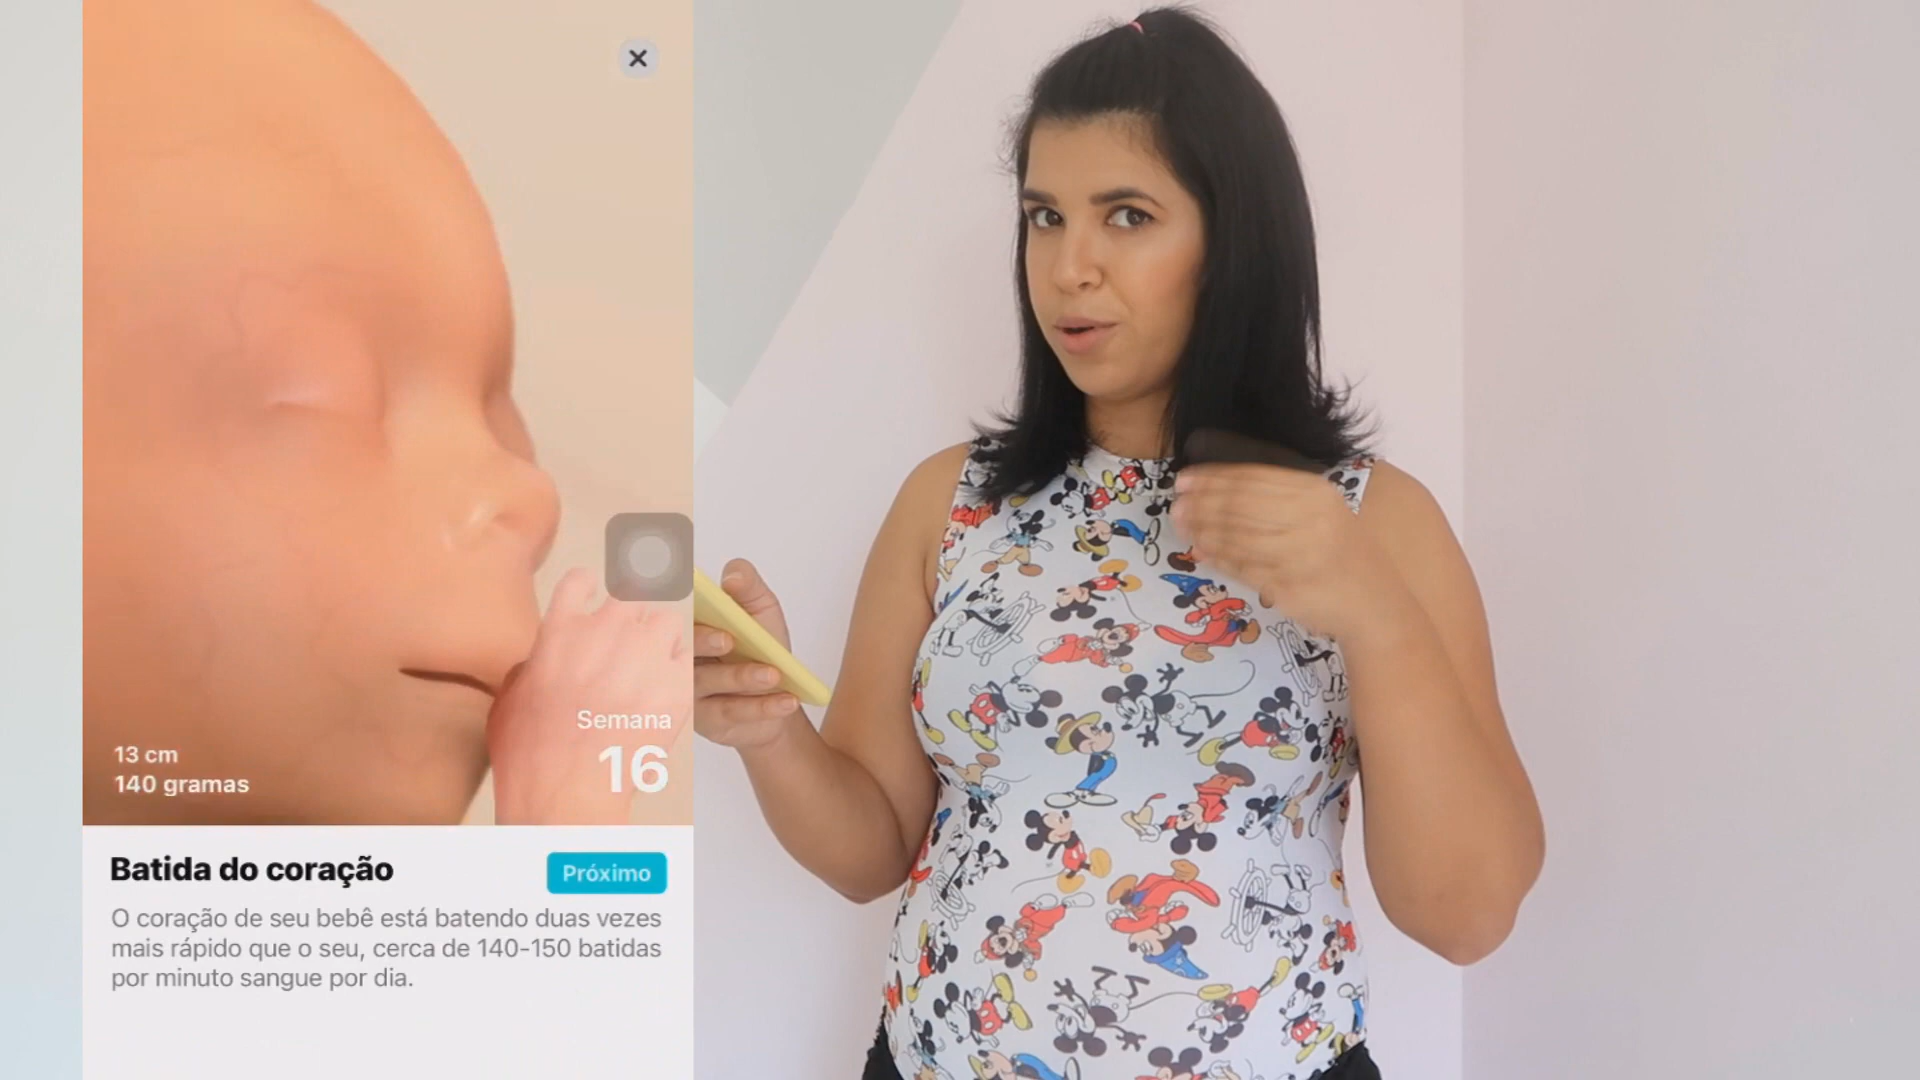 13 cm
140 gramas
Semana
16
Batida do coração
Próximo
O coração de seu bebê está batendo duas vezes
mais rápido que o seu, cerca de 140-150 batidas
por minuto sangue por dia.